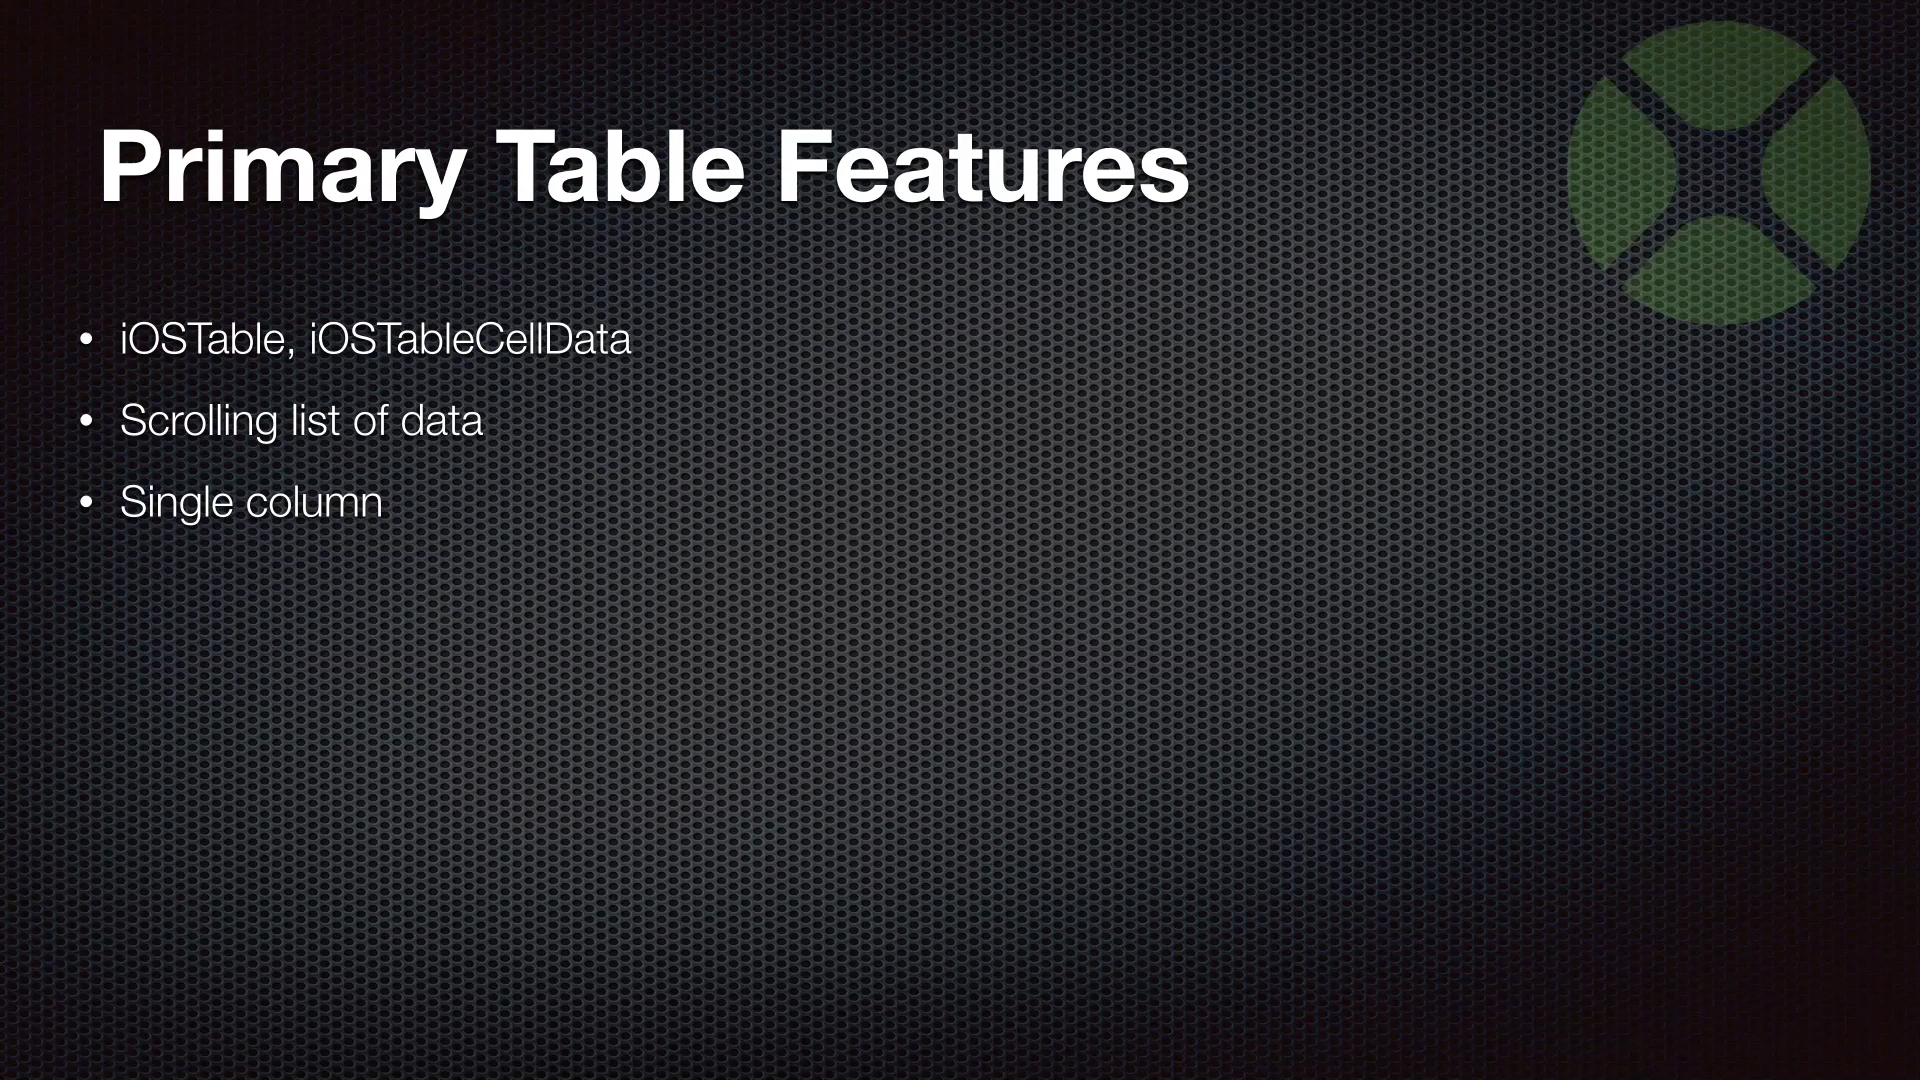 Primary Table Features
• iOSTable, iOSTableCellData
• Scrolling list of data
• Single column